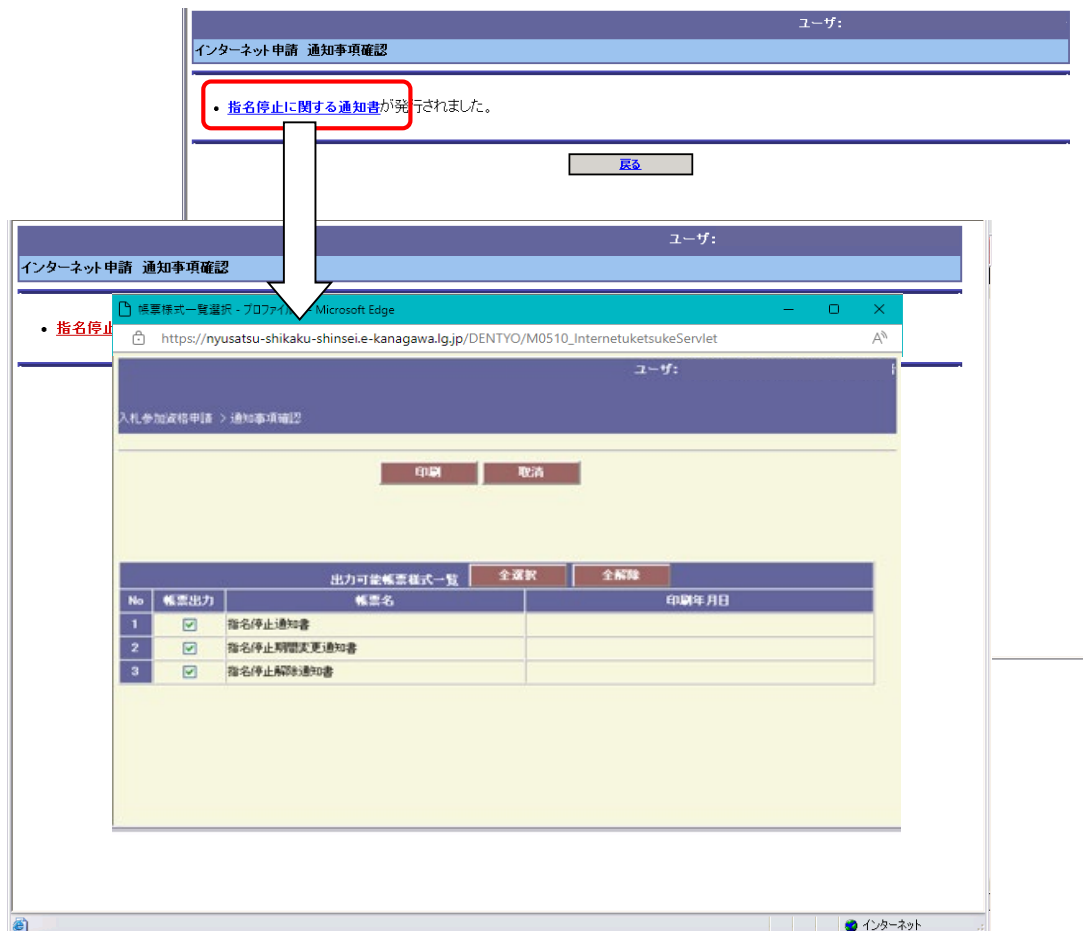 ユーザ:
インターネット申請 通知事項確認
• 指名停止に関する通知書が発行されました。
戻る
ユーザ:
インターネット申請 通知事項確認
• 指名停止
帳票様式一覧選択 - プロファイル - Microsoft Edge
https://nyusatsu-shikaku-shinsei.e-kanagawa.lg.jp/DENTYO/M0510_InternetuketsukeServlet
ユーザ:
入札参加資格申請 > 通知事項確認
印刷 取消
出力可能帳票様式一覧 全選択 全解除
No 帳票出力 帳票名 印刷年月日
1 指名停止通知書
2 指名停止期間変更通知書
3 指名停止解除通知書
インターネット